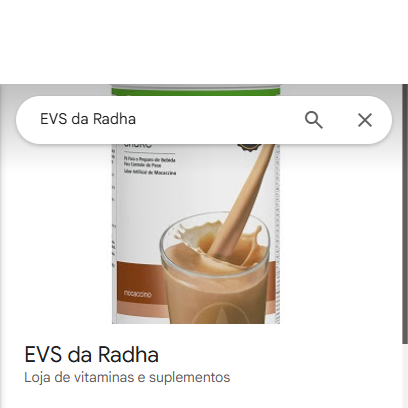 EVS da Radha
Pó Para o Preparo de Bebida
Para Controle de Peso
Sabor Artificial de Mocaccino
mocaccino
EVS da Radha
Loja de vitaminas e suplementos